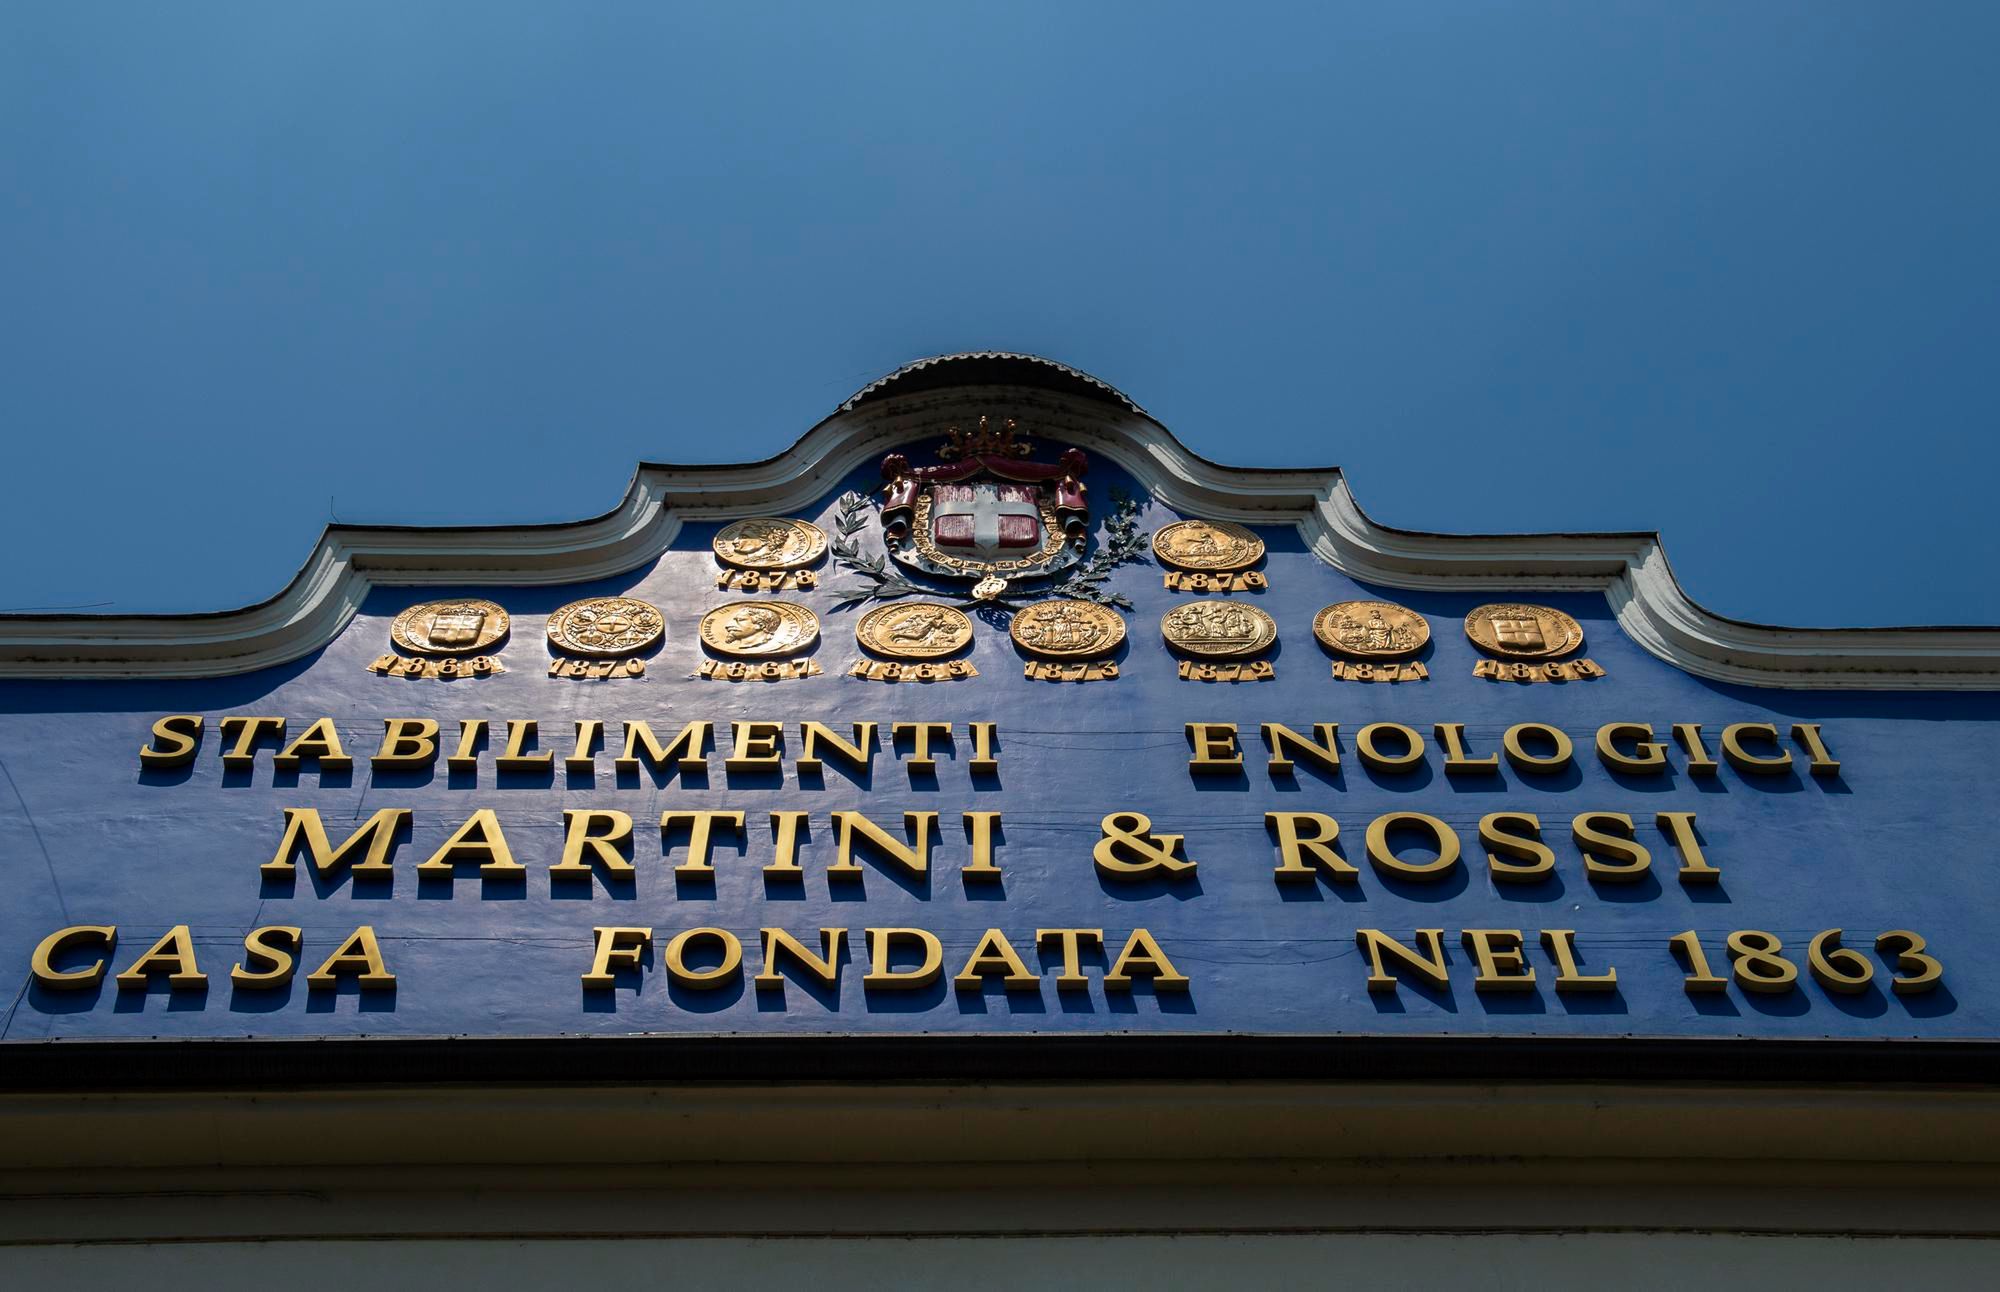 1878 1876
1868 1870 1867 1865 1873 1872 1871 1868
STABILIMENTI ENOLOGICI
MARTINI & ROSSI
CASA FONDATA NEL 1863